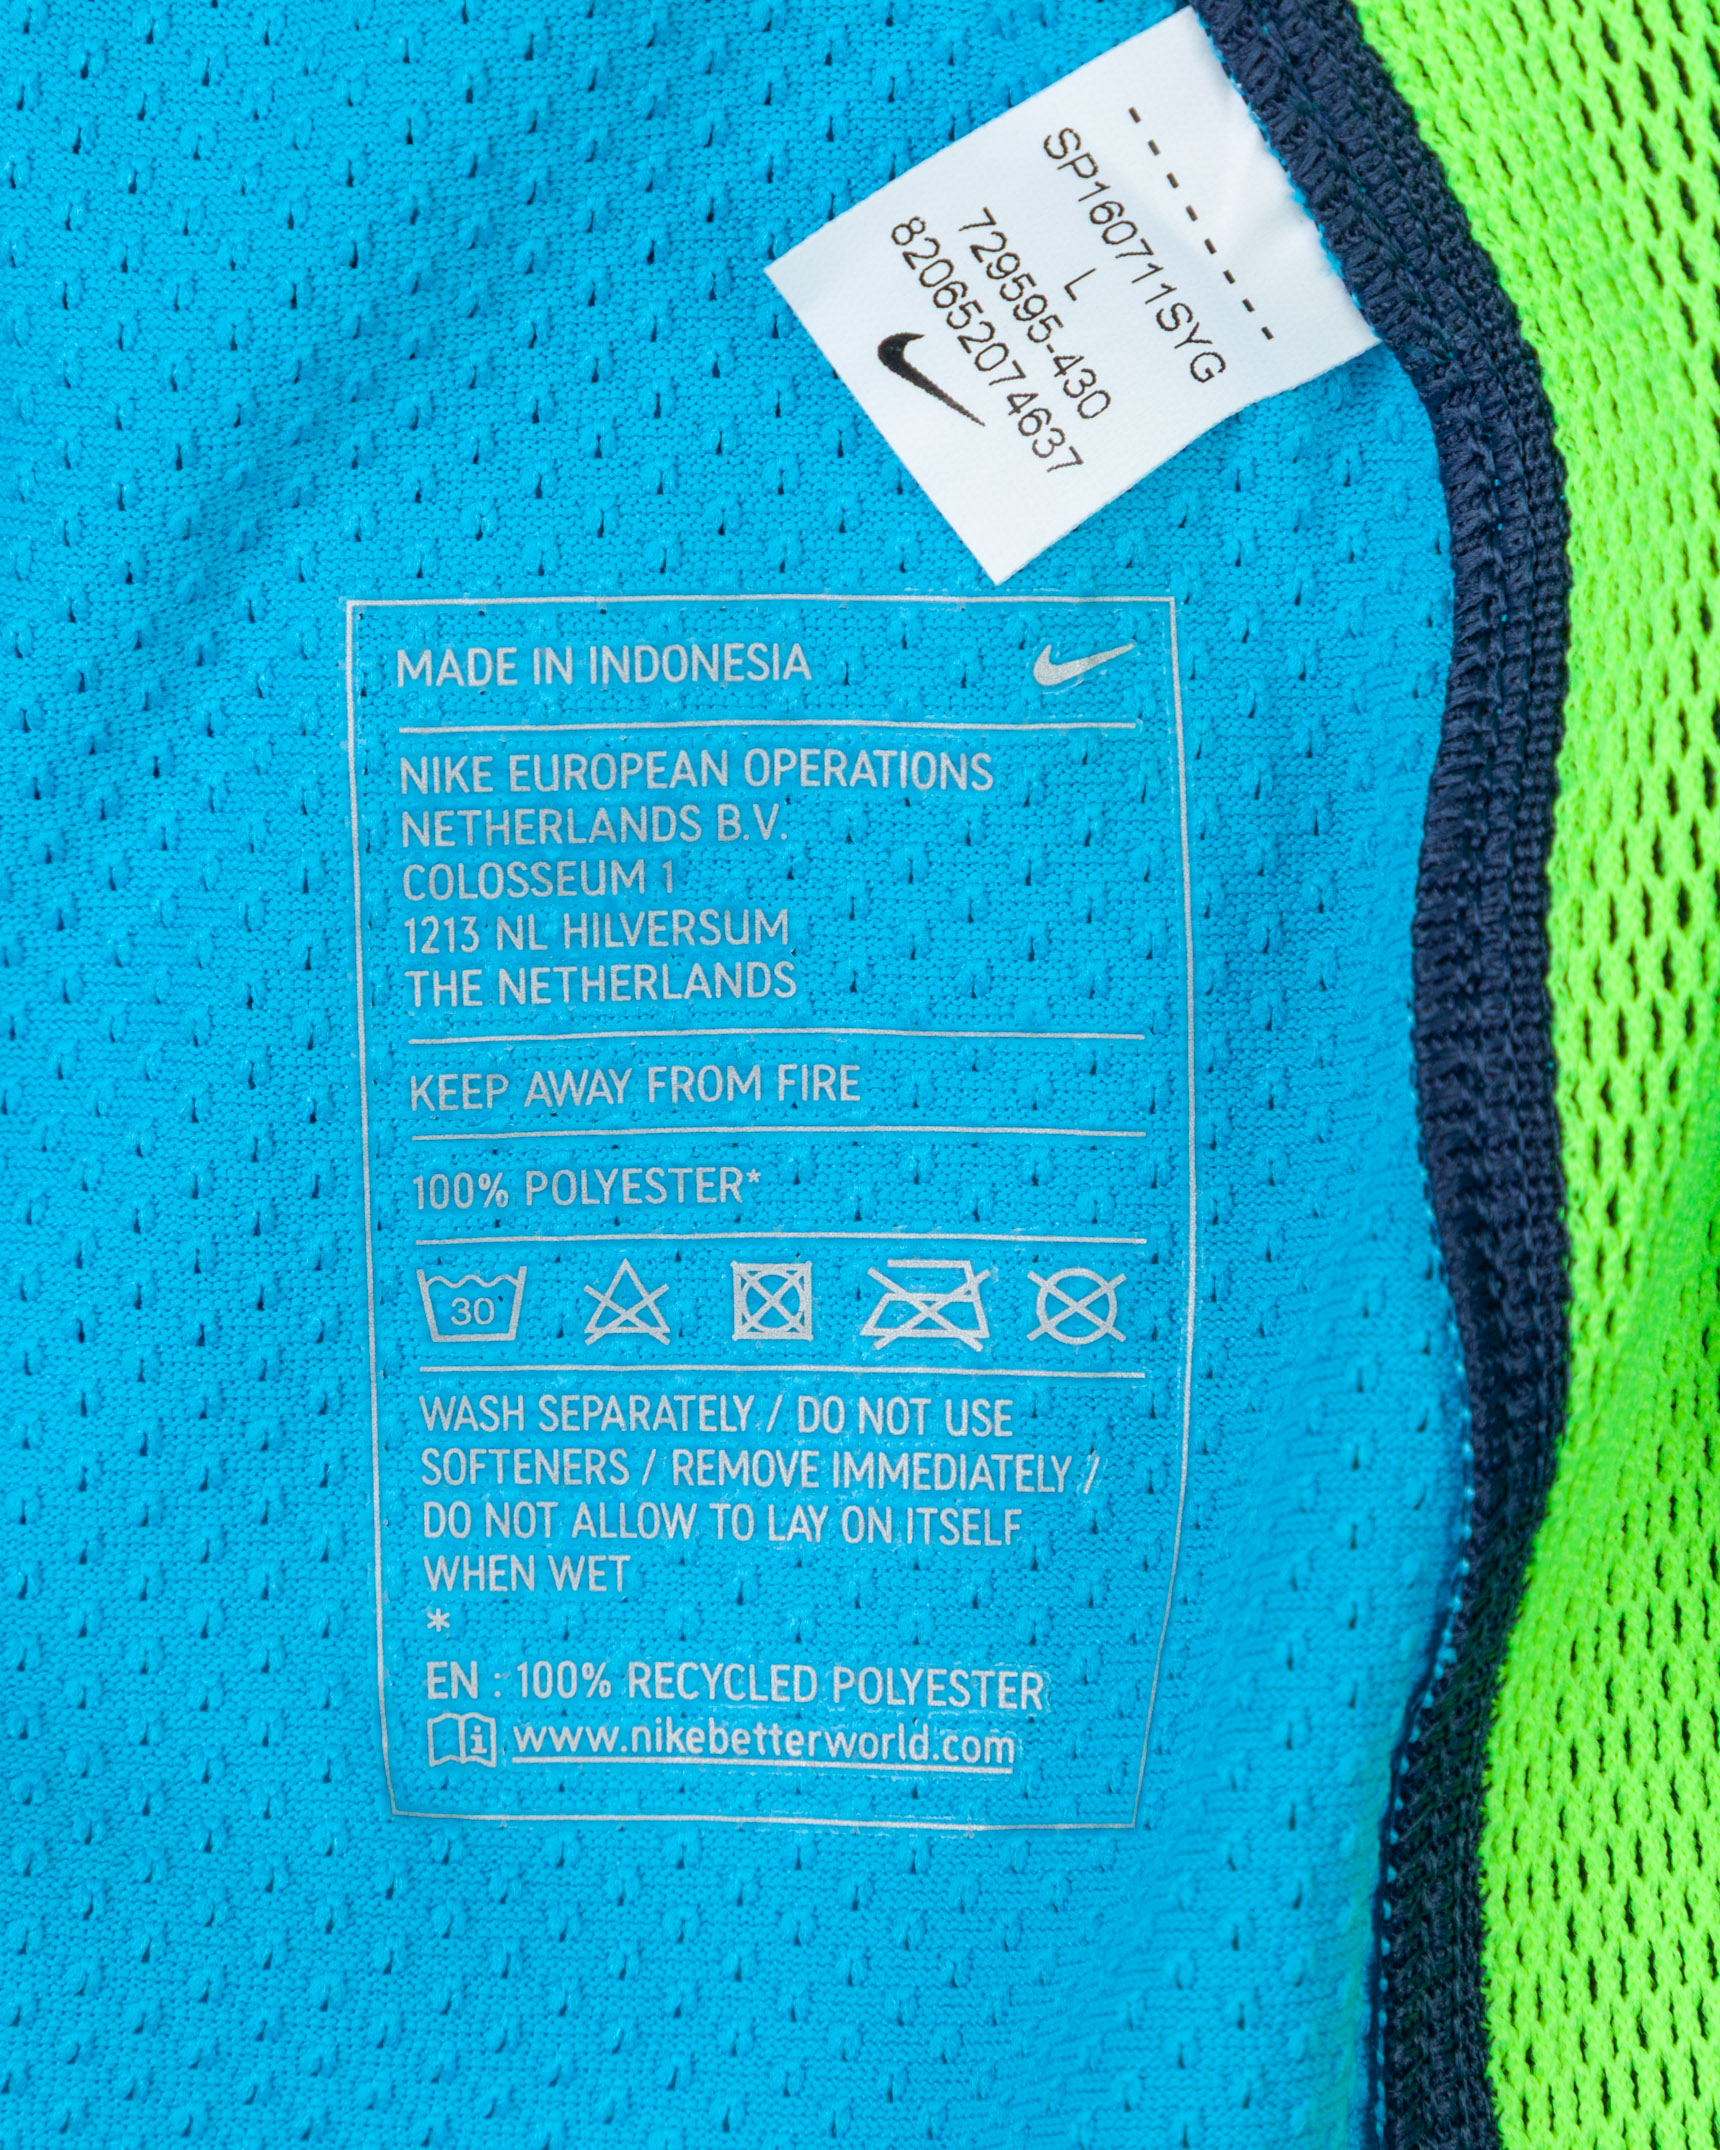 SP160711SYG
L
729595-430
820652074637
MADE IN INDONESIA
NIKE EUROPEAN OPERATIONS
NETHERLANDS B.V.
COLOSSEUM 1
1213 NL HILVERSUM
THE NETHERLANDS
KEEP AWAY FROM FIRE
100% POLYESTER*
30
WASH SEPARATELY / DO NOT USE
SOFTENERS / REMOVE IMMEDIATELY /
DO NOT ALLOW TO LAY ON ITSELF
WHEN WET
*
EN : 100% RECYCLED POLYESTER
i www.nikebetterworld.com